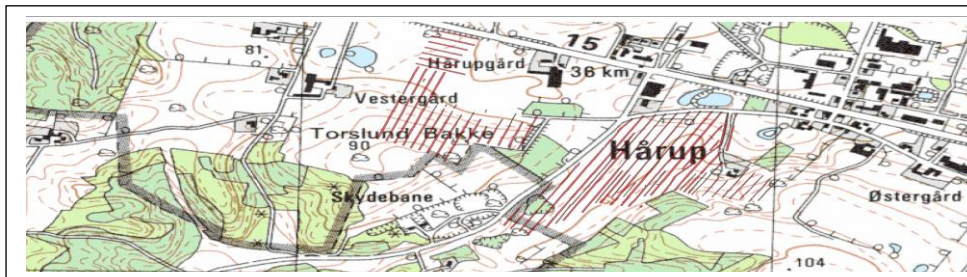 81
15
Hårupgård
36 km
Vestergård
Torslund Bakke
90
Hårup
Skydebane
Østergård
104